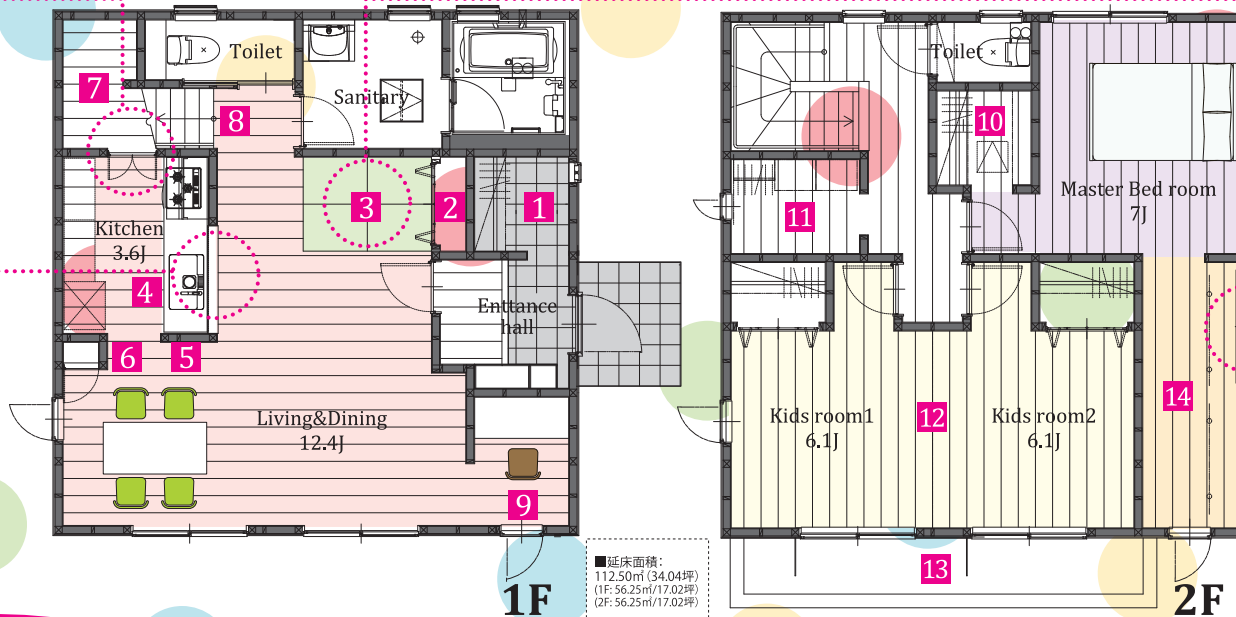 Toilet
7
8
Sanitary
3
2
1
Kitchen
3.6J
4
Enttance
hall
6
5
Living&Dining
12.4J
9
1F
■延床面積:
112.50㎡(34.04坪)
(1F: 56.25㎡/17.02坪)
(2F: 56.25㎡/17.02坪)
Toilet
10
11
Master Bed room
7J
12
14
Kids room1
6.1J
Kids room2
6.1J
13
2F